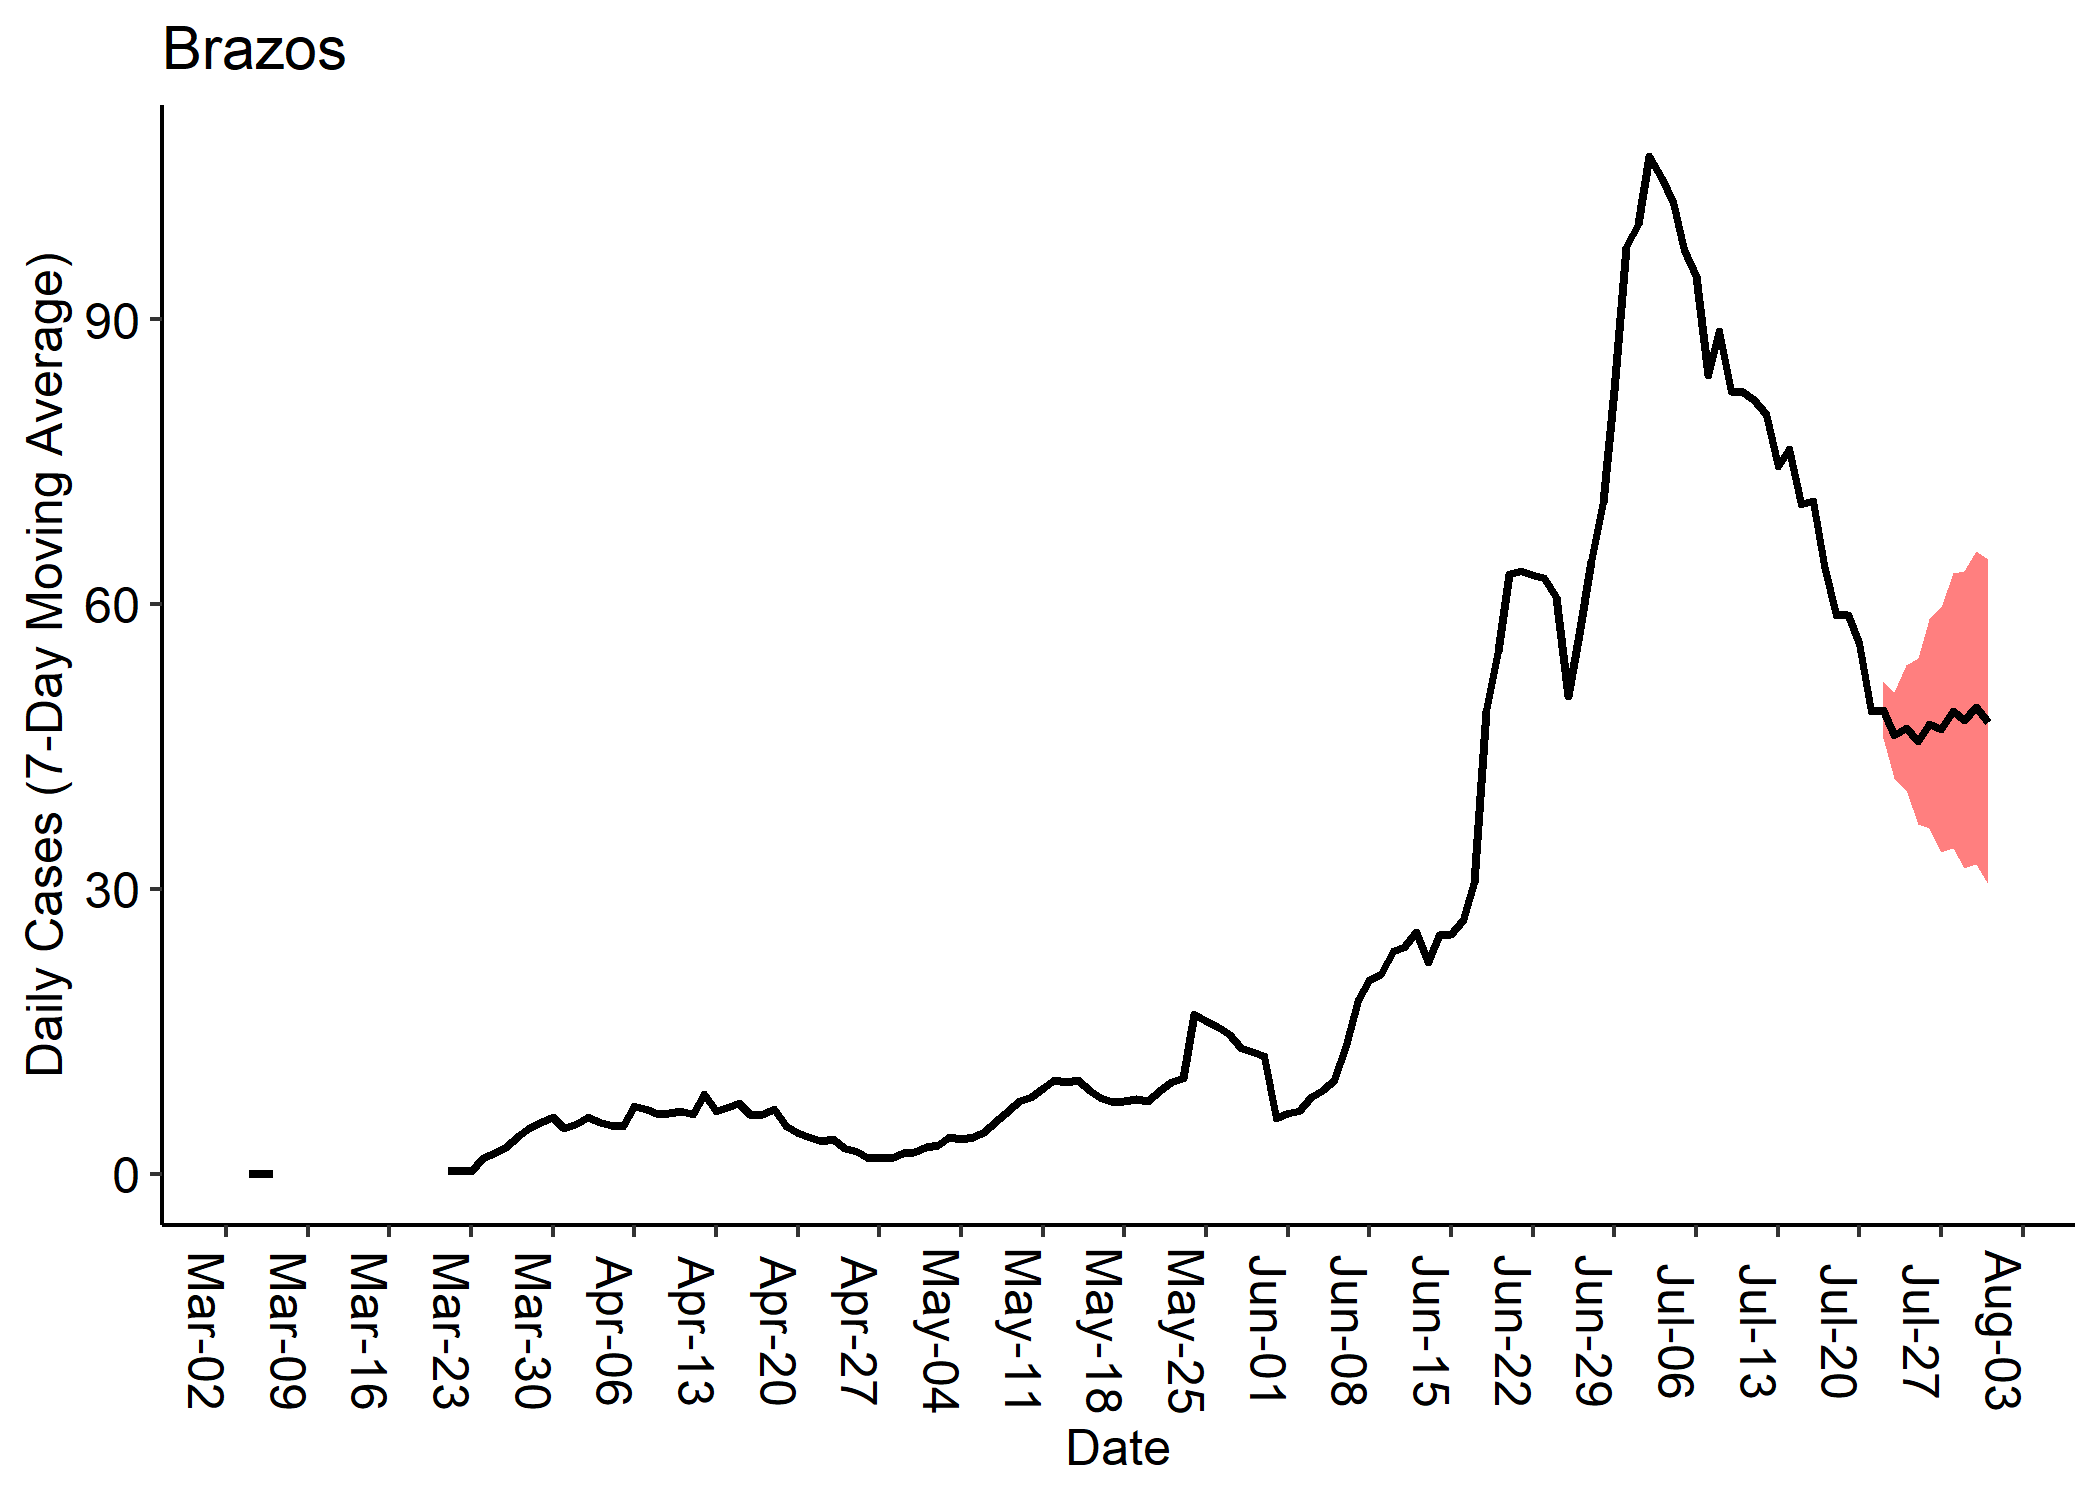 Brazos
Daily Cases (7-Day Moving Average)
90
60
30
0
Mar-02
Mar-09
Mar-16
Mar-23
Mar-30
Apr-06
Apr-13
Apr-20
Apr-27
May-04
May-11
May-18
May-25
Jun-01
Jun-08
Jun-15
Jun-22
Jun-29
Jul-06
Jul-13
Jul-20
Jul-27
Aug-03
Date